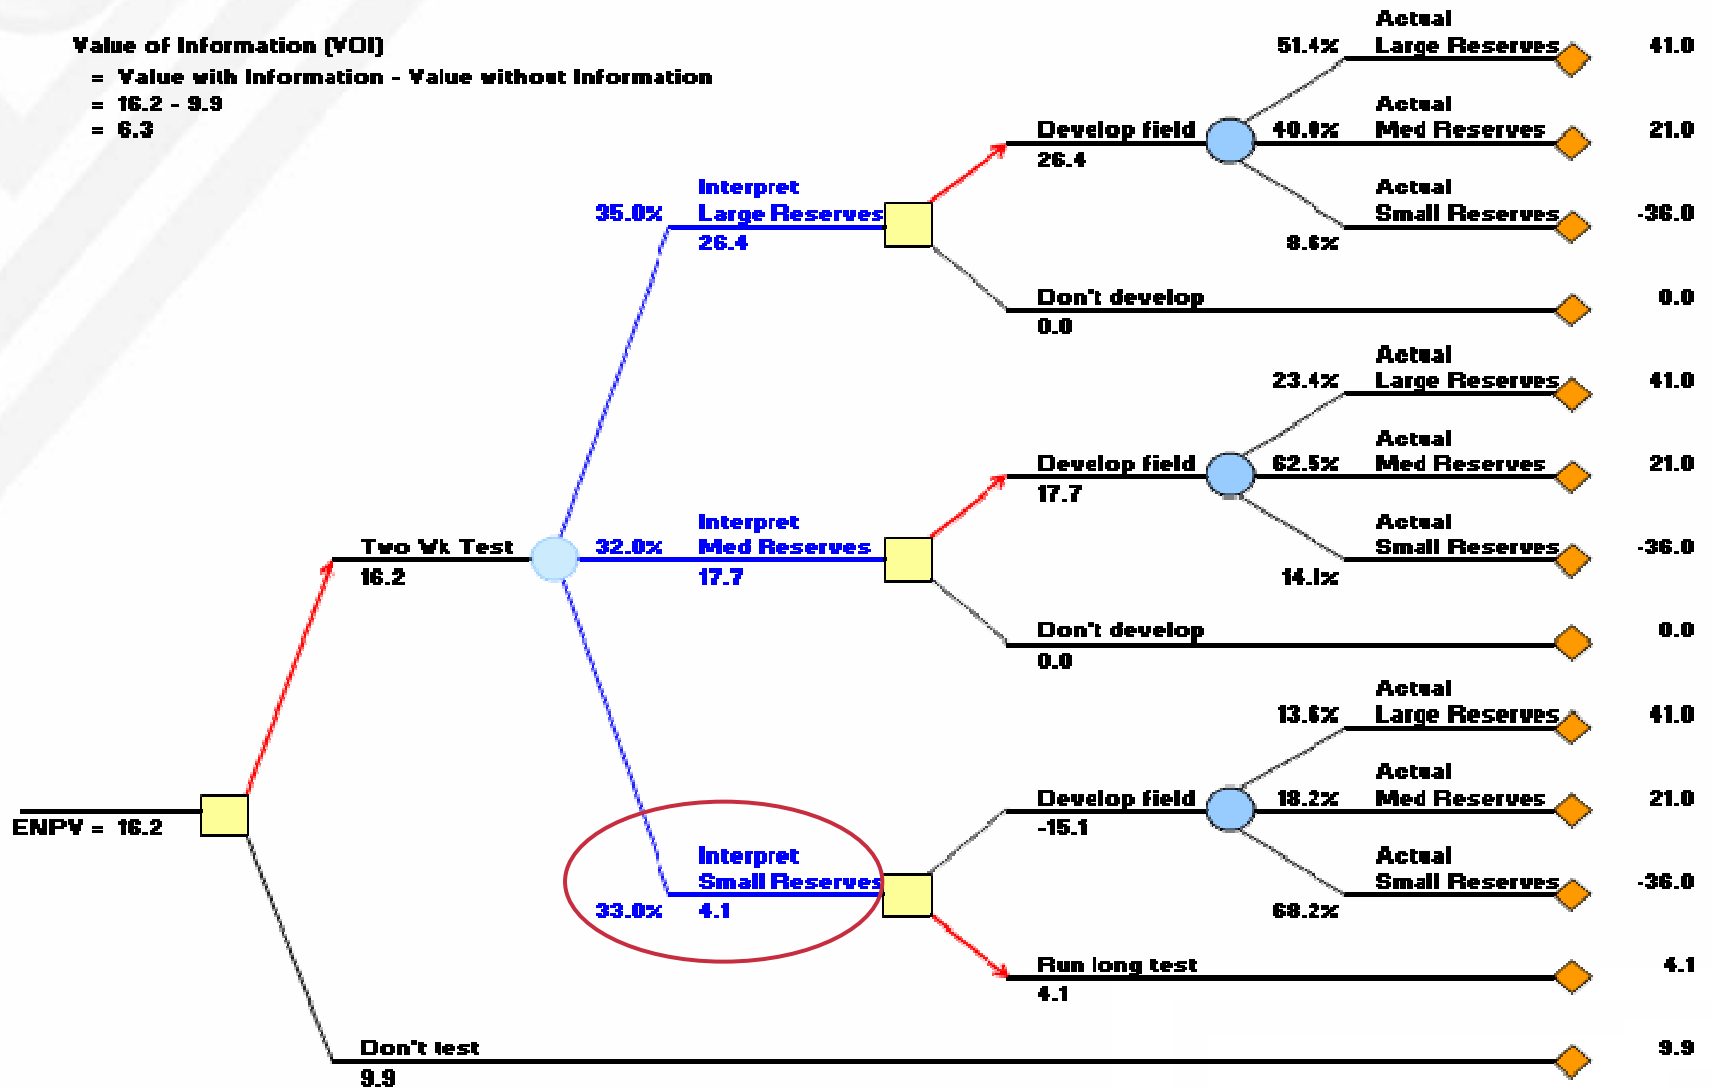 Value of Information (VOI)
= Value with Information - Value without Information
= 16.2 - 9.9
= 6.3
Actual
51.4% Large Reserves 41.0
Actual
Develop field 40.0% Med Reserves 21.0
26.4
Interpret Actual
35.0% Large Reserves Small Reserves -36.0
26.4 8.6%
Don't develop 0.0
0.0
Actual
23.4% Large Reserves 41.0
Actual
Develop field 62.5% Med Reserves 21.0
17.7
Interpret Actual
Two Wk Test 32.0% Med Reserves Small Reserves -36.0
16.2 17.7 14.1%
Don't develop 0.0
0.0
Actual
13.6% Large Reserves 41.0
Actual
Develop field 18.2% Med Reserves 21.0
ENPV = 16.2 -15.1
Interpret Actual
Small Reserves Small Reserves -36.0
33.0% 4.1 68.2%
Run long test 4.1
4.1
Don't test 9.9
9.9